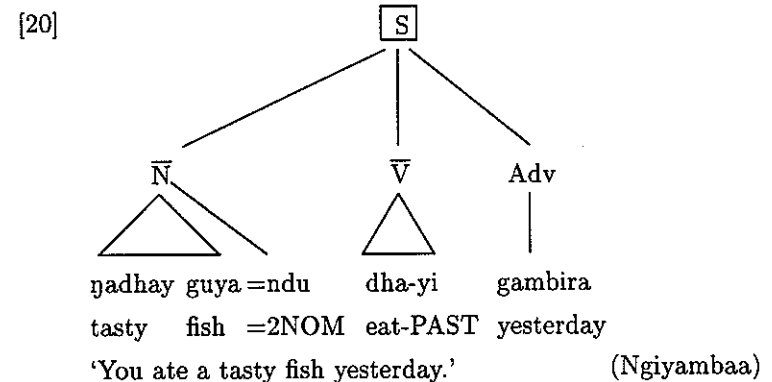 [20] S
N̅ V̅ Adv
ŋadhay guya =ndu dha-yi gambira
tasty fish =2NOM eat-PAST yesterday
‘You ate a tasty fish yesterday.’ (Ngiyambaa)